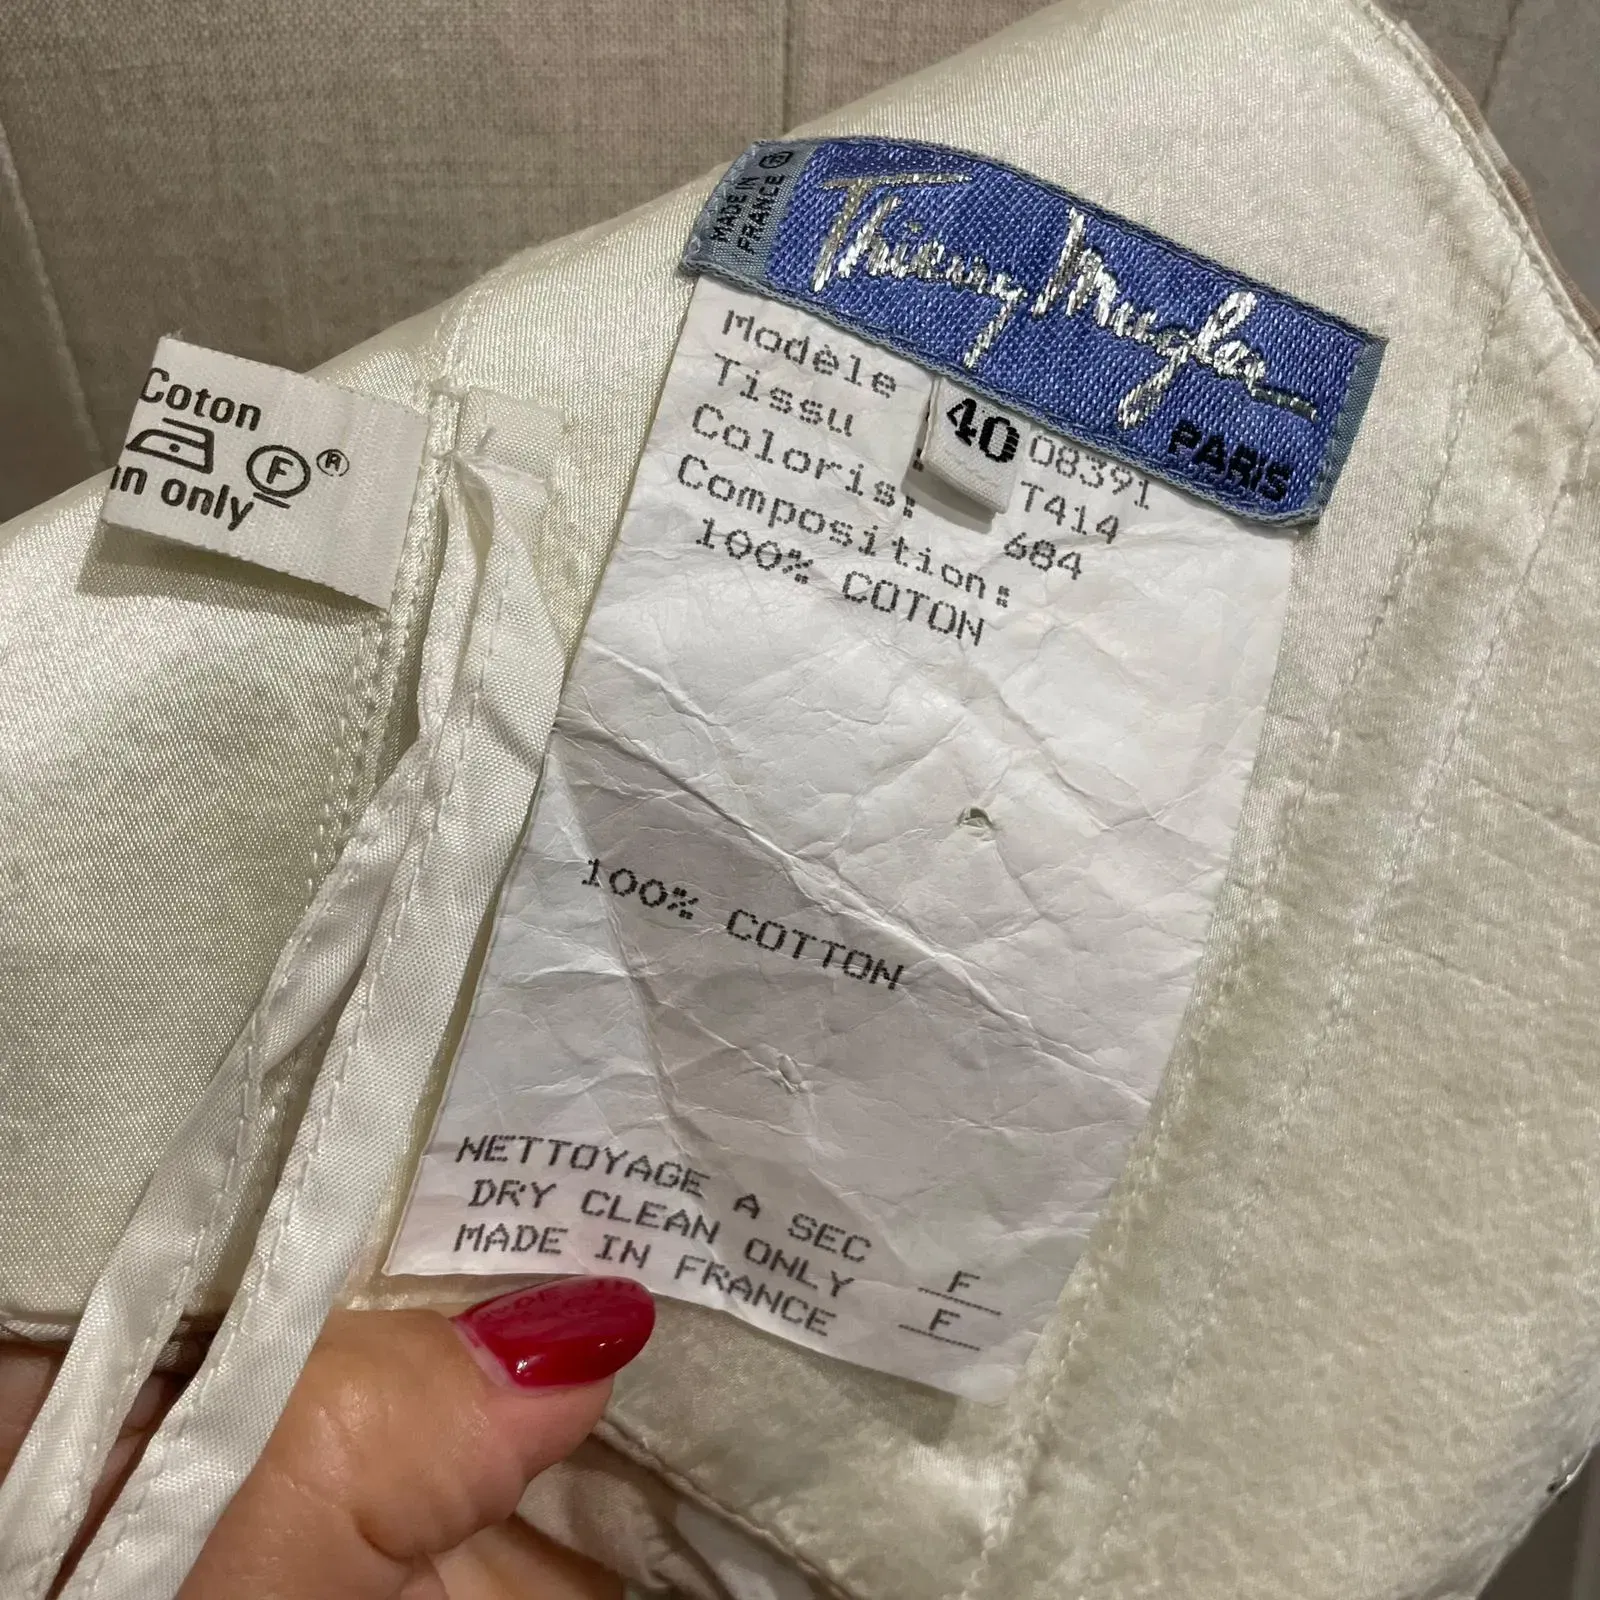 MADE IN
FRANCE
Thierry Mugler
PARIS
40
Modèle 08391
Tissu : T414
Coloris: 684
Composition:
100% COTON
100% COTTON
NETTOYAGE A SEC F
DRY CLEAN ONLY F
MADE IN FRANCE
Coton
F ®
only